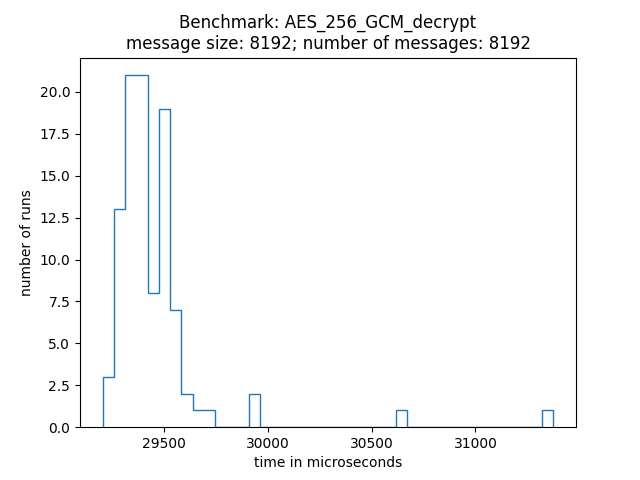 Benchmark: AES_256_GCM_decrypt
message size: 8192; number of messages: 8192
20.0
17.5
15.0
12.5
10.0
7.5
5.0
2.5
0.0
number of runs
29500 30000 30500 31000
time in microseconds